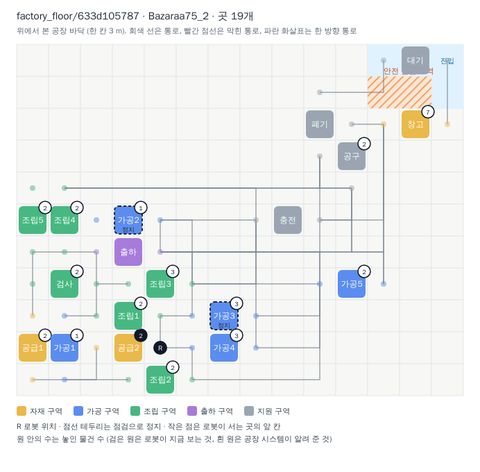 factory_floor/633d105787 · Bazaraa75_2 · 곳 19개
위에서 본 공장 바닥 (한 칸 3 m). 회색 선은 통로, 빨간 점선은 막힌 통로, 파란 화살표는 한 방향 통로
대기
안전
역
폐기
창고 7
공구 2
조립5 2
조립4 2
가공2 1
정지
충전
출하
검사 2
조립3 3
가공5 2
조립1 2
가공3 3
정지
공급1 2
가공1 1
공급2 2
R
가공4 3
조립2 2
자재 구역
가공 구역
조립 구역
출하 구역
지원 구역
R 로봇 위치 · 점선 테두리는 점검으로 정지 · 작은 점은 로봇이 서는 곳의 앞 칸
원 안의 수는 놓인 물건 수 (검은 원은 로봇이 지금 보는 것, 흰 원은 공장 시스템이 알려 준 것)